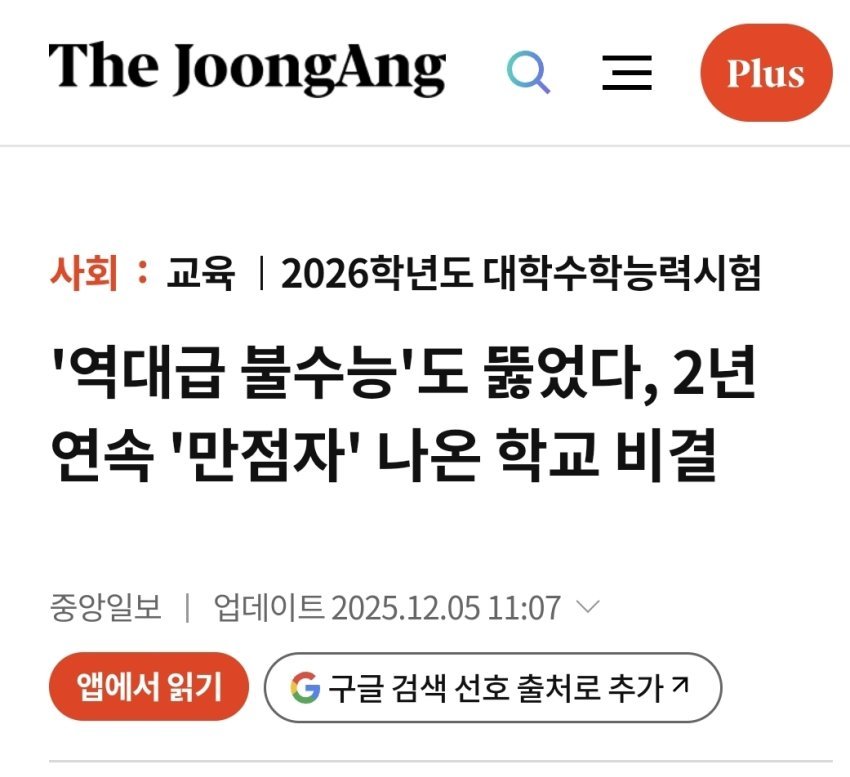 The JoongAng
Plus
사회 : 교육 | 2026학년도 대학수학능력시험
'역대급 불수능'도 뚫었다, 2년
연속 '만점자' 나온 학교 비결
중앙일보 | 업데이트 2025.12.05 11:07
앱에서 읽기
G 구글 검색 선호 출처로 추가